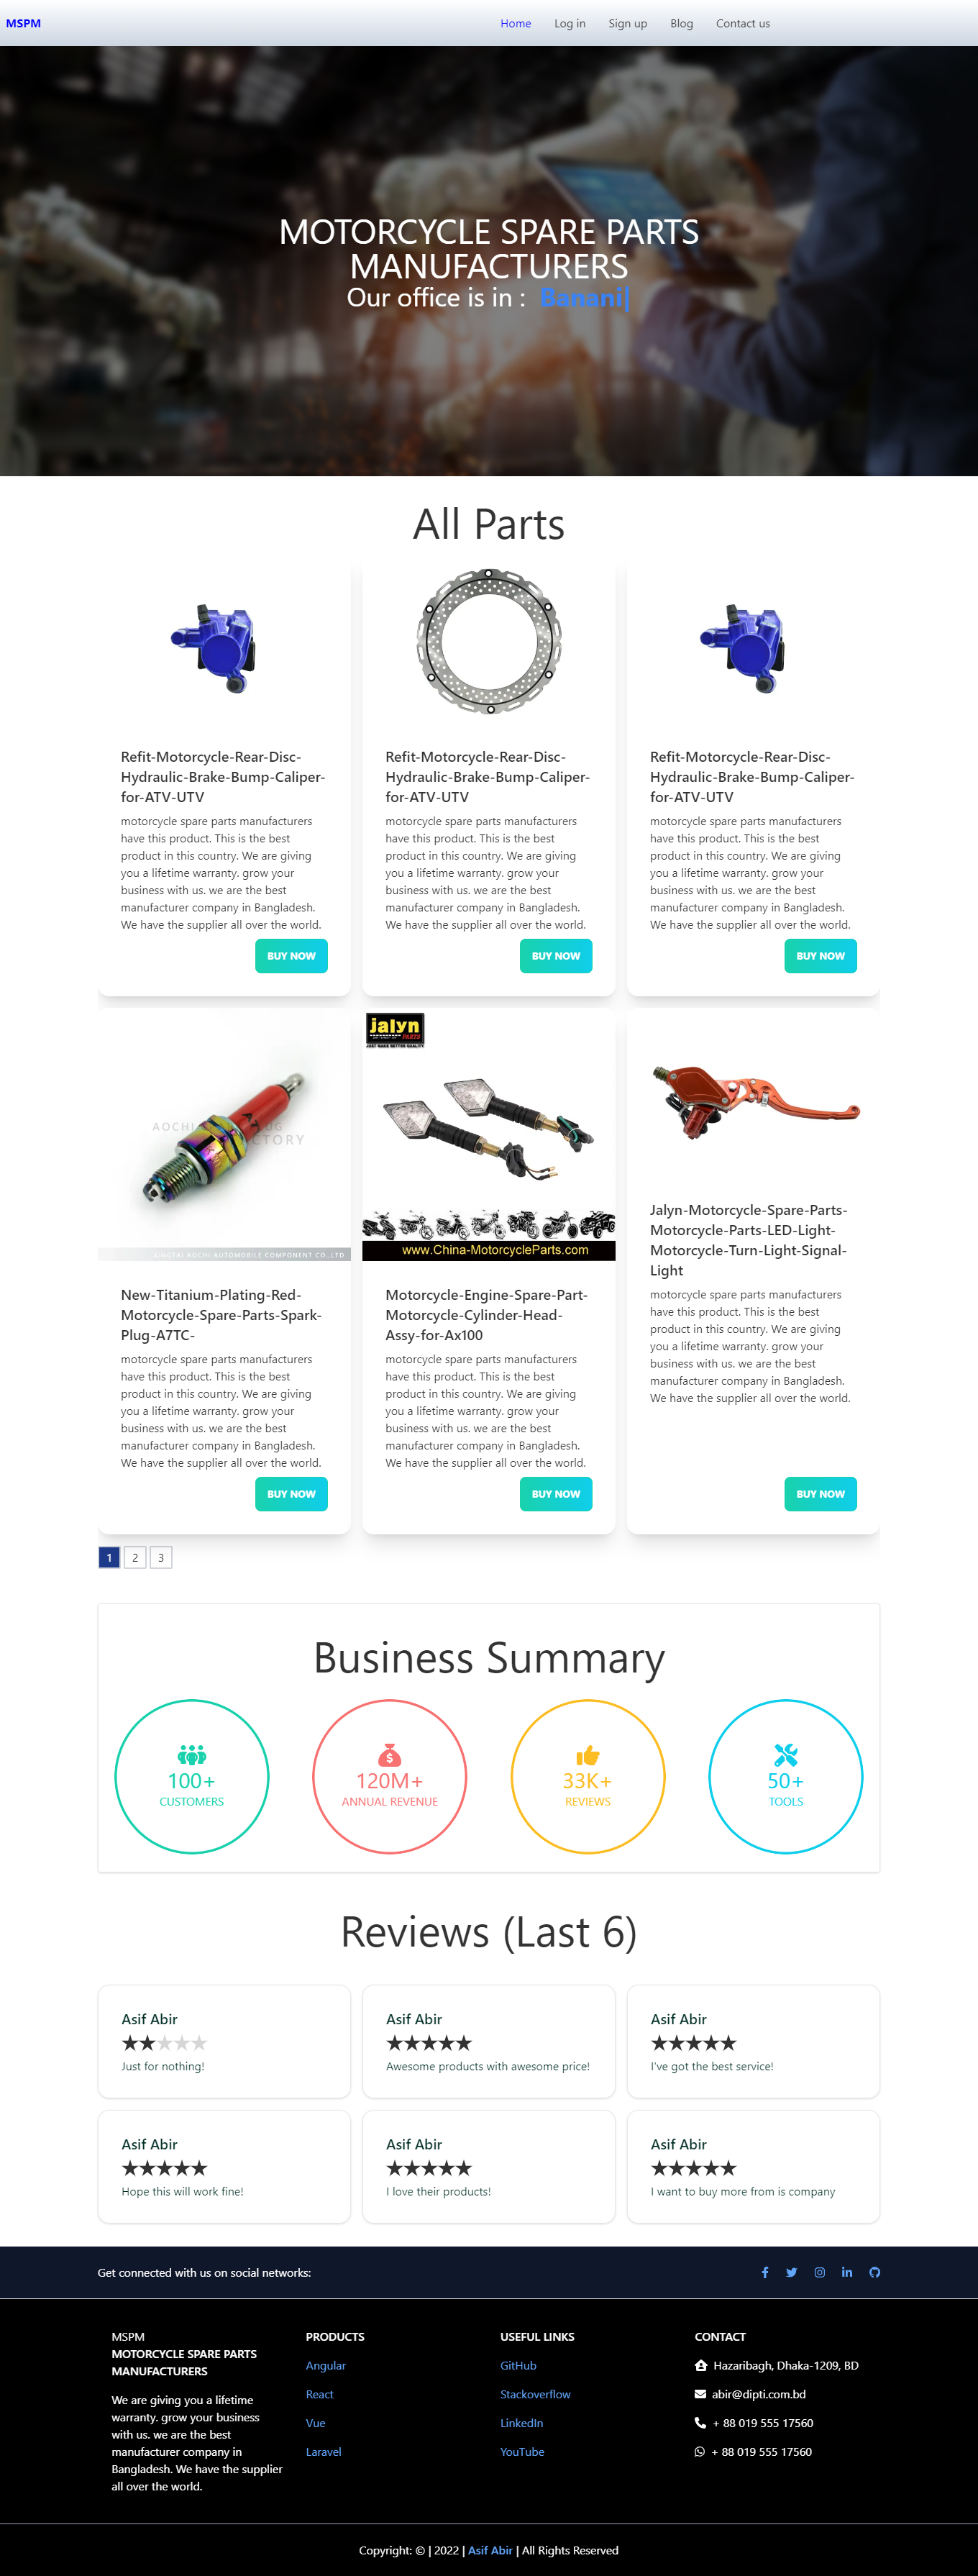 MSPM
Home Log in Sign up Blog Contact us
MOTORCYCLE SPARE PARTS
MANUFACTURERS
Our office is in : Banani|
All Parts
Refit-Motorcycle-Rear-Disc-
Hydraulic-Brake-Bump-Caliper-
for-ATV-UTV
motorcycle spare parts manufacturers
have this product. This is the best
product in this country. We are giving
you a lifetime warranty. grow your
business with us. we are the best
manufacturer company in Bangladesh.
We have the supplier all over the world.
BUY NOW
Refit-Motorcycle-Rear-Disc-
Hydraulic-Brake-Bump-Caliper-
for-ATV-UTV
motorcycle spare parts manufacturers
have this product. This is the best
product in this country. We are giving
you a lifetime warranty. grow your
business with us. we are the best
manufacturer company in Bangladesh.
We have the supplier all over the world.
BUY NOW
Refit-Motorcycle-Rear-Disc-
Hydraulic-Brake-Bump-Caliper-
for-ATV-UTV
motorcycle spare parts manufacturers
have this product. This is the best
product in this country. We are giving
you a lifetime warranty. grow your
business with us. we are the best
manufacturer company in Bangladesh.
We have the supplier all over the world.
BUY NOW
AOCHI PLUG
FACTORY
XINGTAI AOCHI AUTOMOBILE COMPONENT CO.,LTD
New-Titanium-Plating-Red-
Motorcycle-Spare-Parts-Spark-
Plug-A7TC-
motorcycle spare parts manufacturers
have this product. This is the best
product in this country. We are giving
you a lifetime warranty. grow your
business with us. we are the best
manufacturer company in Bangladesh.
We have the supplier all over the world.
BUY NOW
jalyn
PARTS
JUST MAKE BETTER QUALITY
www.China-MotorcycleParts.com
Motorcycle-Engine-Spare-Part-
Motorcycle-Cylinder-Head-
Assy-for-Ax100
motorcycle spare parts manufacturers
have this product. This is the best
product in this country. We are giving
you a lifetime warranty. grow your
business with us. we are the best
manufacturer company in Bangladesh.
We have the supplier all over the world.
BUY NOW
Jalyn-Motorcycle-Spare-Parts-
Motorcycle-Parts-LED-Light-
Motorcycle-Turn-Light-Signal-
Light
motorcycle spare parts manufacturers
have this product. This is the best
product in this country. We are giving
you a lifetime warranty. grow your
business with us. we are the best
manufacturer company in Bangladesh.
We have the supplier all over the world.
BUY NOW
1 2 3
Business Summary
100+
CUSTOMERS
120M+
ANNUAL REVENUE
33K+
REVIEWS
50+
TOOLS
Reviews (Last 6)
Asif Abir
★★★★★
Just for nothing!
Asif Abir
★★★★★
Awesome products with awesome price!
Asif Abir
★★★★★
I've got the best service!
Asif Abir
★★★★★
Hope this will work fine!
Asif Abir
★★★★★
I love their products!
Asif Abir
★★★★★
I want to buy more from is company
Get connected with us on social networks:
MSPM
MOTORCYCLE SPARE PARTS
MANUFACTURERS
We are giving you a lifetime
warranty. grow your business
with us. we are the best
manufacturer company in
Bangladesh. We have the supplier
all over the world.
PRODUCTS
Angular
React
Vue
Laravel
USEFUL LINKS
GitHub
Stackoverflow
LinkedIn
YouTube
CONTACT
Hazaribagh, Dhaka-1209, BD
abir@dipti.com.bd
+ 88 019 555 17560
+ 88 019 555 17560
Copyright: © | 2022 | Asif Abir | All Rights Reserved